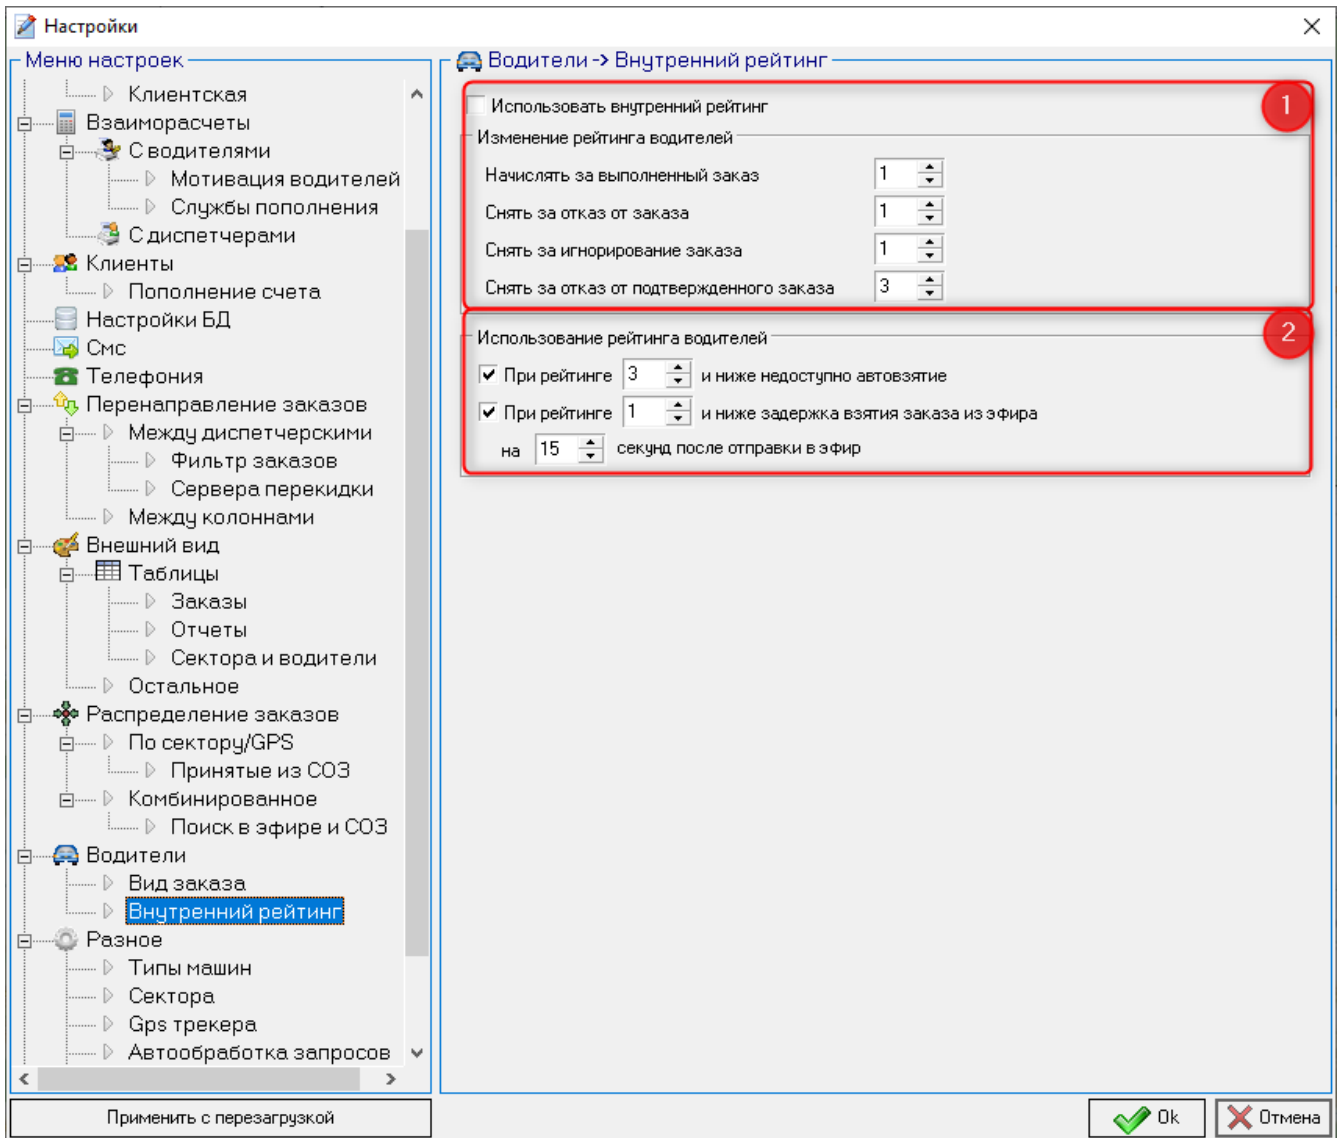 Настройки
Меню настроек
Клиентская
Взаиморасчеты
С водителями
Мотивация водителей
Службы пополнения
С диспетчерами
Клиенты
Пополнение счета
Настройки БД
Смс
Телефония
Перенаправление заказов
Между диспетчерскими
Фильтр заказов
Сервера перекидки
Между колоннами
Внешний вид
Таблицы
Заказы
Отчеты
Сектора и водители
Остальное
Распределение заказов
По сектору/GPS
Принятые из СОЗ
Комбинированное
Поиск в эфире и СОЗ
Водители
Вид заказа
Внутренний рейтинг
Разное
Типы машин
Сектора
Gps трекера
Автообработка запросов
Применить с перезагрузкой
Водители -> Внутренний рейтинг
Использовать внутренний рейтинг
1
Изменение рейтинга водителей
Начислять за выполненный заказ 1
Снять за отказ от заказа 1
Снять за игнорирование заказа 1
Снять за отказ от подтвержденного заказа 3
2
Использование рейтинга водителей
При рейтинге 3 и ниже недоступно автовзятие
При рейтинге 1 и ниже задержка взятия заказа из эфира
на 15 секунд после отправки в эфир
Ok
Отмена